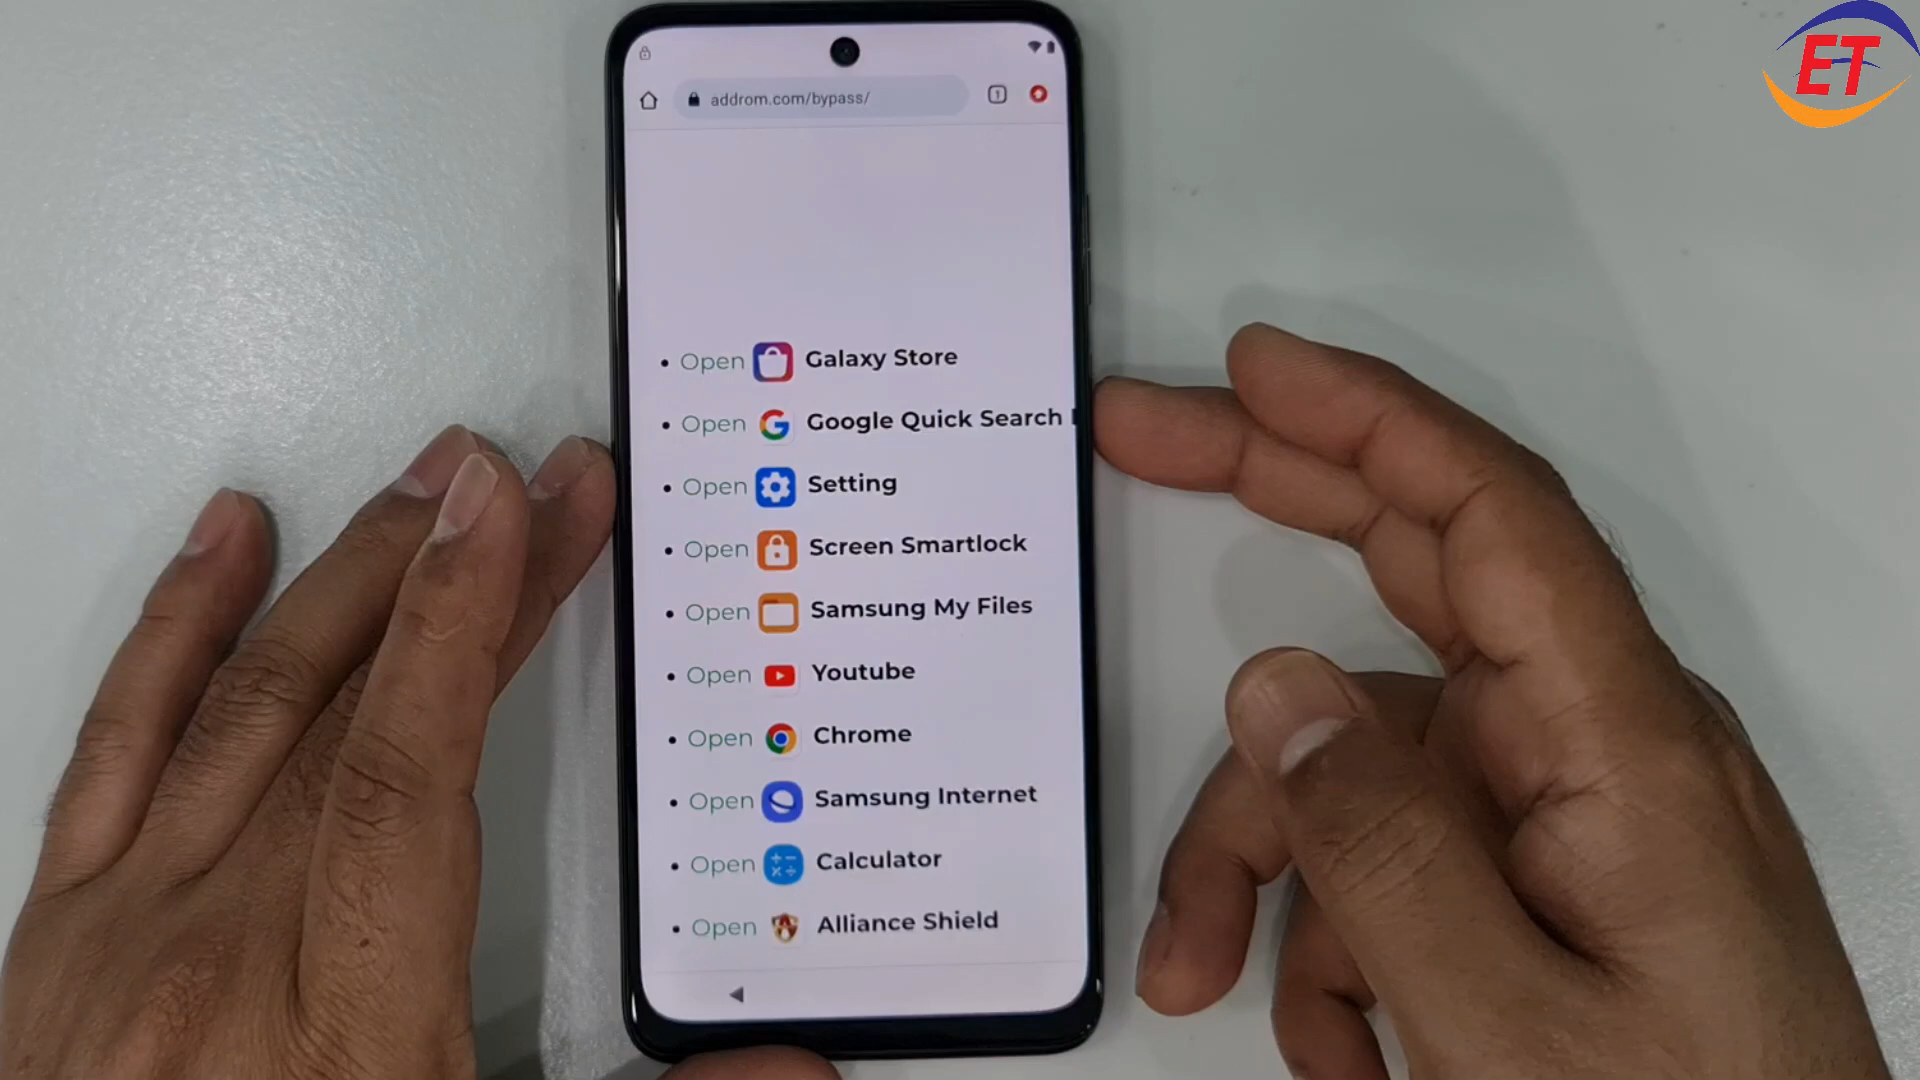 ET
addrom.com/bypass/
1
Open Galaxy Store
Open Google Quick Search
Open Setting
Open Screen Smartlock
Open Samsung My Files
Open Youtube
Open Chrome
Open Samsung Internet
Open Calculator
Open Alliance Shield